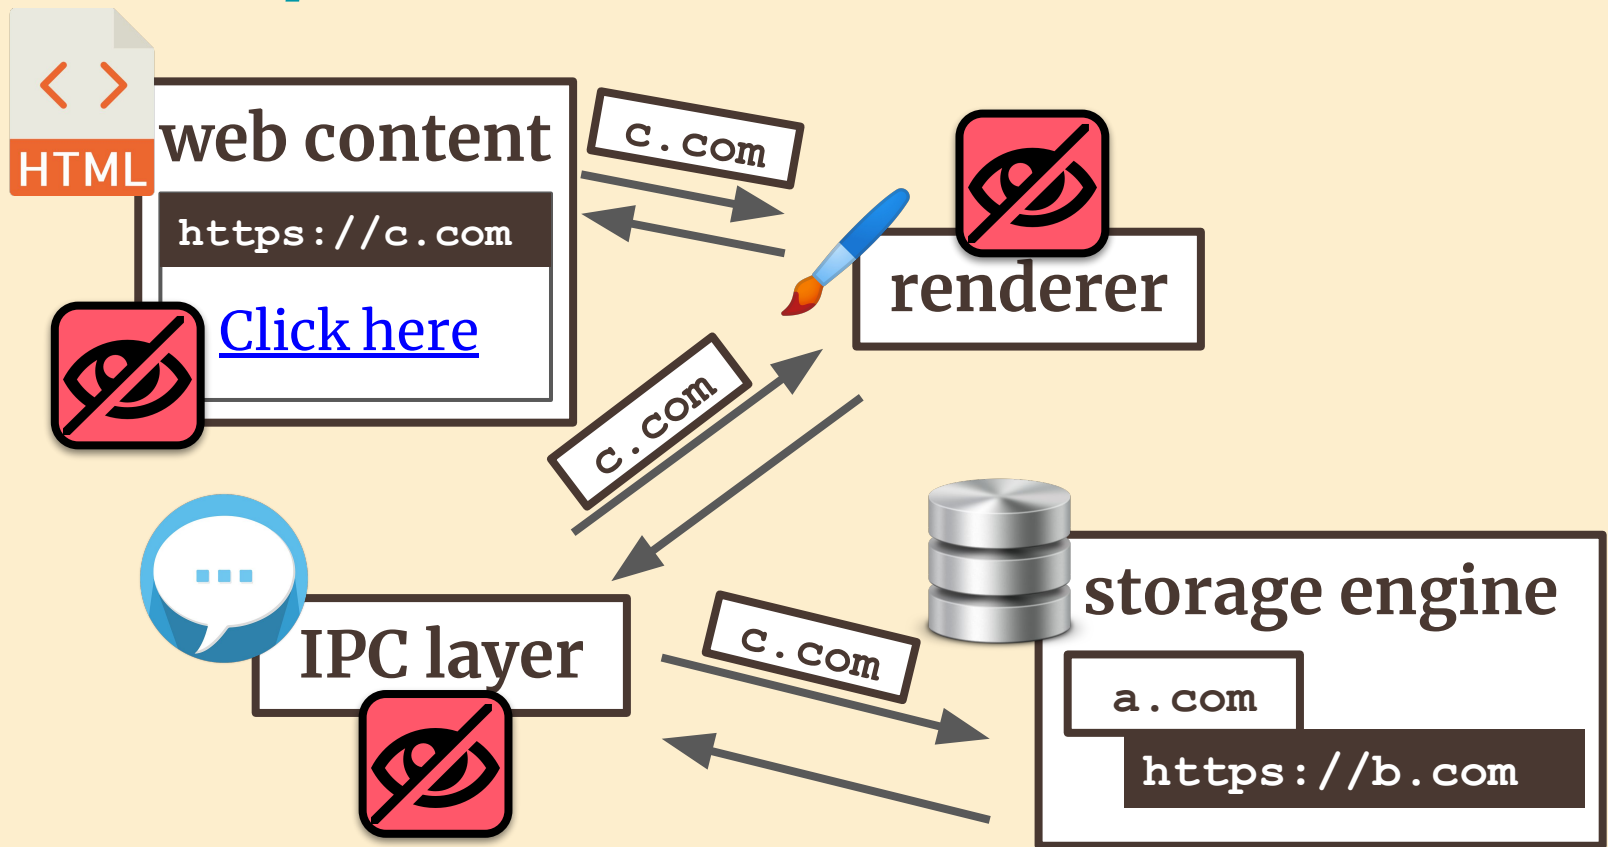 HTML
web content
https://c.com
Click here
c.com
renderer
c.com
IPC layer
c.com
storage engine
a.com
https://b.com